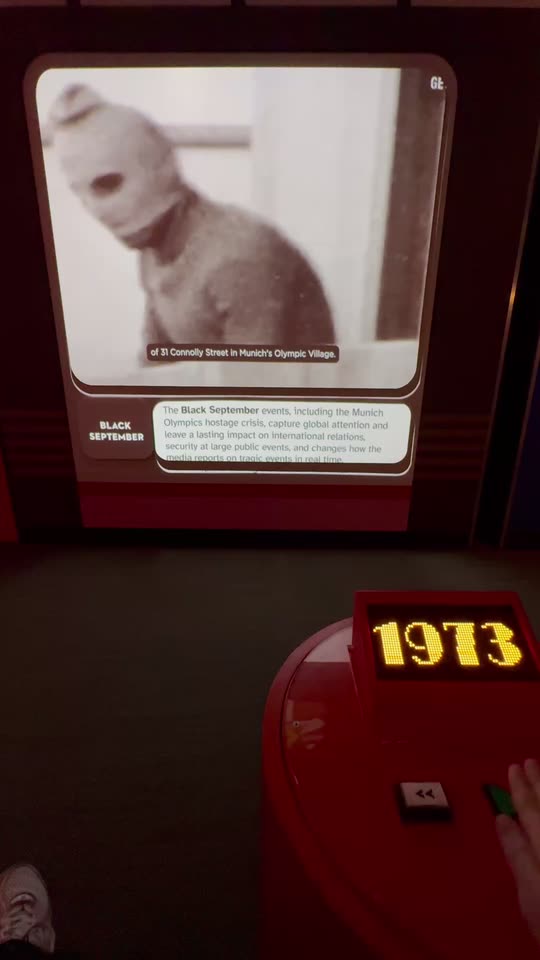 GE
of 31 Connolly Street in Munich's Olympic Village.
BLACK
SEPTEMBER
The Black September events, including the Munich
Olympics hostage crisis, capture global attention and
leave a lasting impact on international relations,
security at large public events, and changes how the
media reports on tragic events in real time.
1973